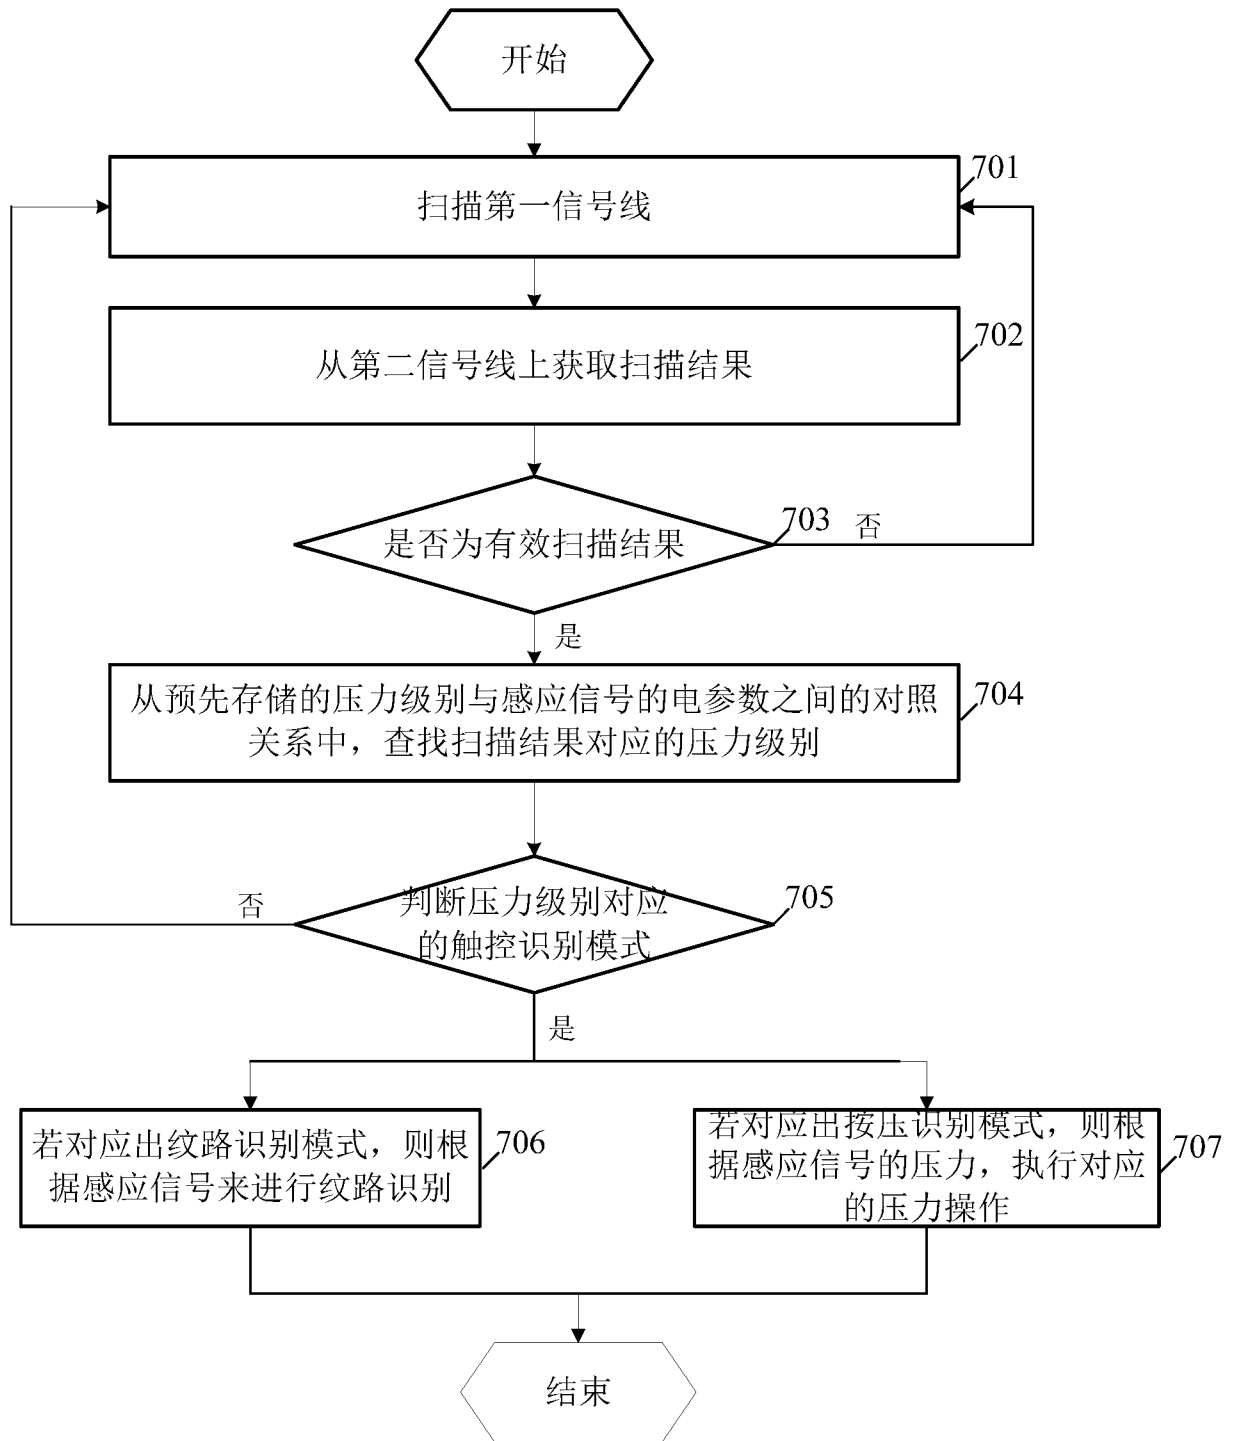 开始
701
扫描第一信号线
702
从第二信号线上获取扫描结果
703
否
是否为有效扫描结果
是
从预先存储的压力级别与感应信号的电参数之间的对照
关系中，查找扫描结果对应的压力级别
704
否
判断压力级别对应
的触控识别模式
705
是
若对应出纹路识别模式，则根
据感应信号来进行纹路识别
706
若对应出按压识别模式，则根
据感应信号的压力，执行对应
的压力操作
707
结束